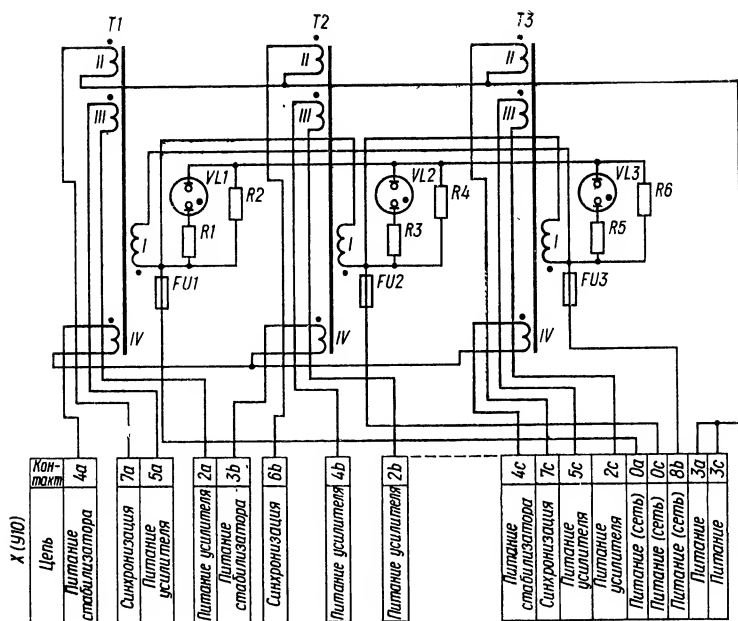 T1
T2
T3
II
II
II
III
III
III
VL1
R2
VL2
R4
VL3
R6
R1
R3
R5
I
I
I
FU1
FU2
FU3
IV
IV
IV
X (У10)
Кон-
такт
4a
7a
5a
2a
3b
6b
4b
2b
4c
7c
5c
2c
0a
0c
8b
3a
3c
Цепь
Питание
стабилизатора
Синхронизация
Питание
усилителя
Питание усилителя
Питание
стабилизатора
Синхронизация
Питание усилителя
Питание усилителя
Питание
стабилизатора
Синхронизация
Питание
усилителя
Питание
усилителя
Питание (сеть)
Питание (сеть)
Питание (сеть)
Питание
Питание